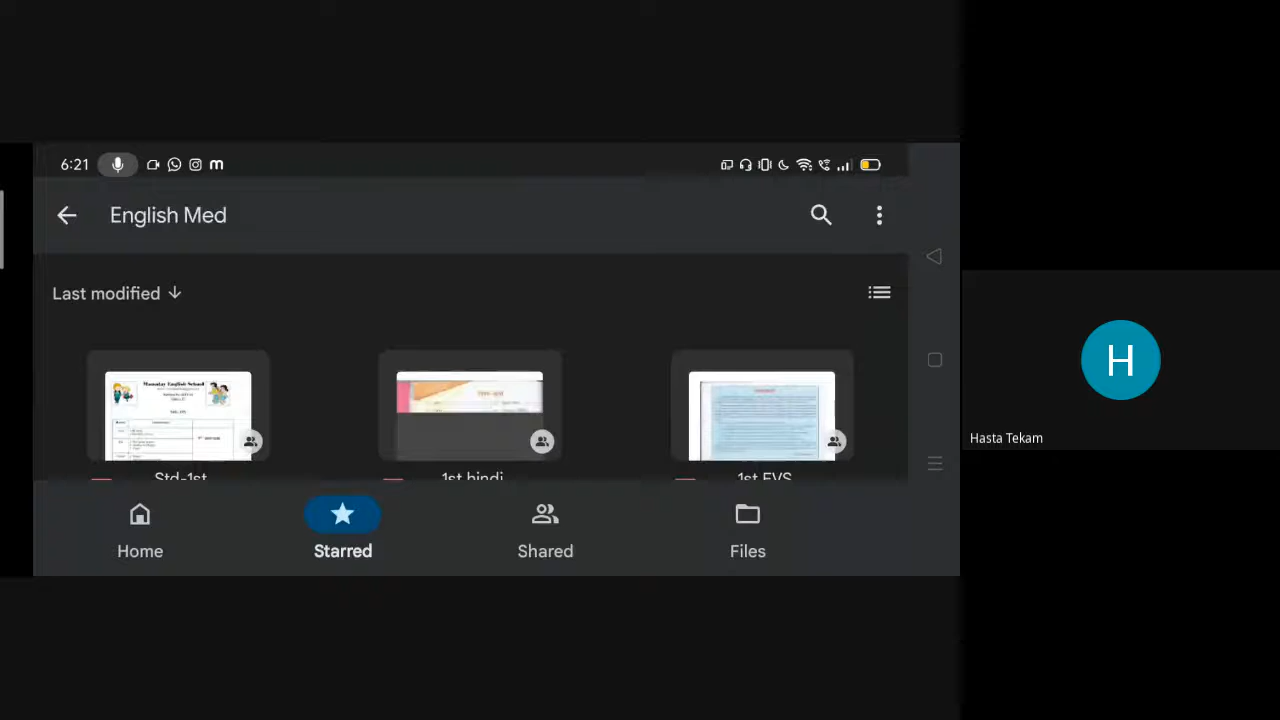 6:21
English Med
Last modified ↓
Std-1st
1st hindi
1st EVS
Home
Starred
Shared
Files
H
Hasta Tekam